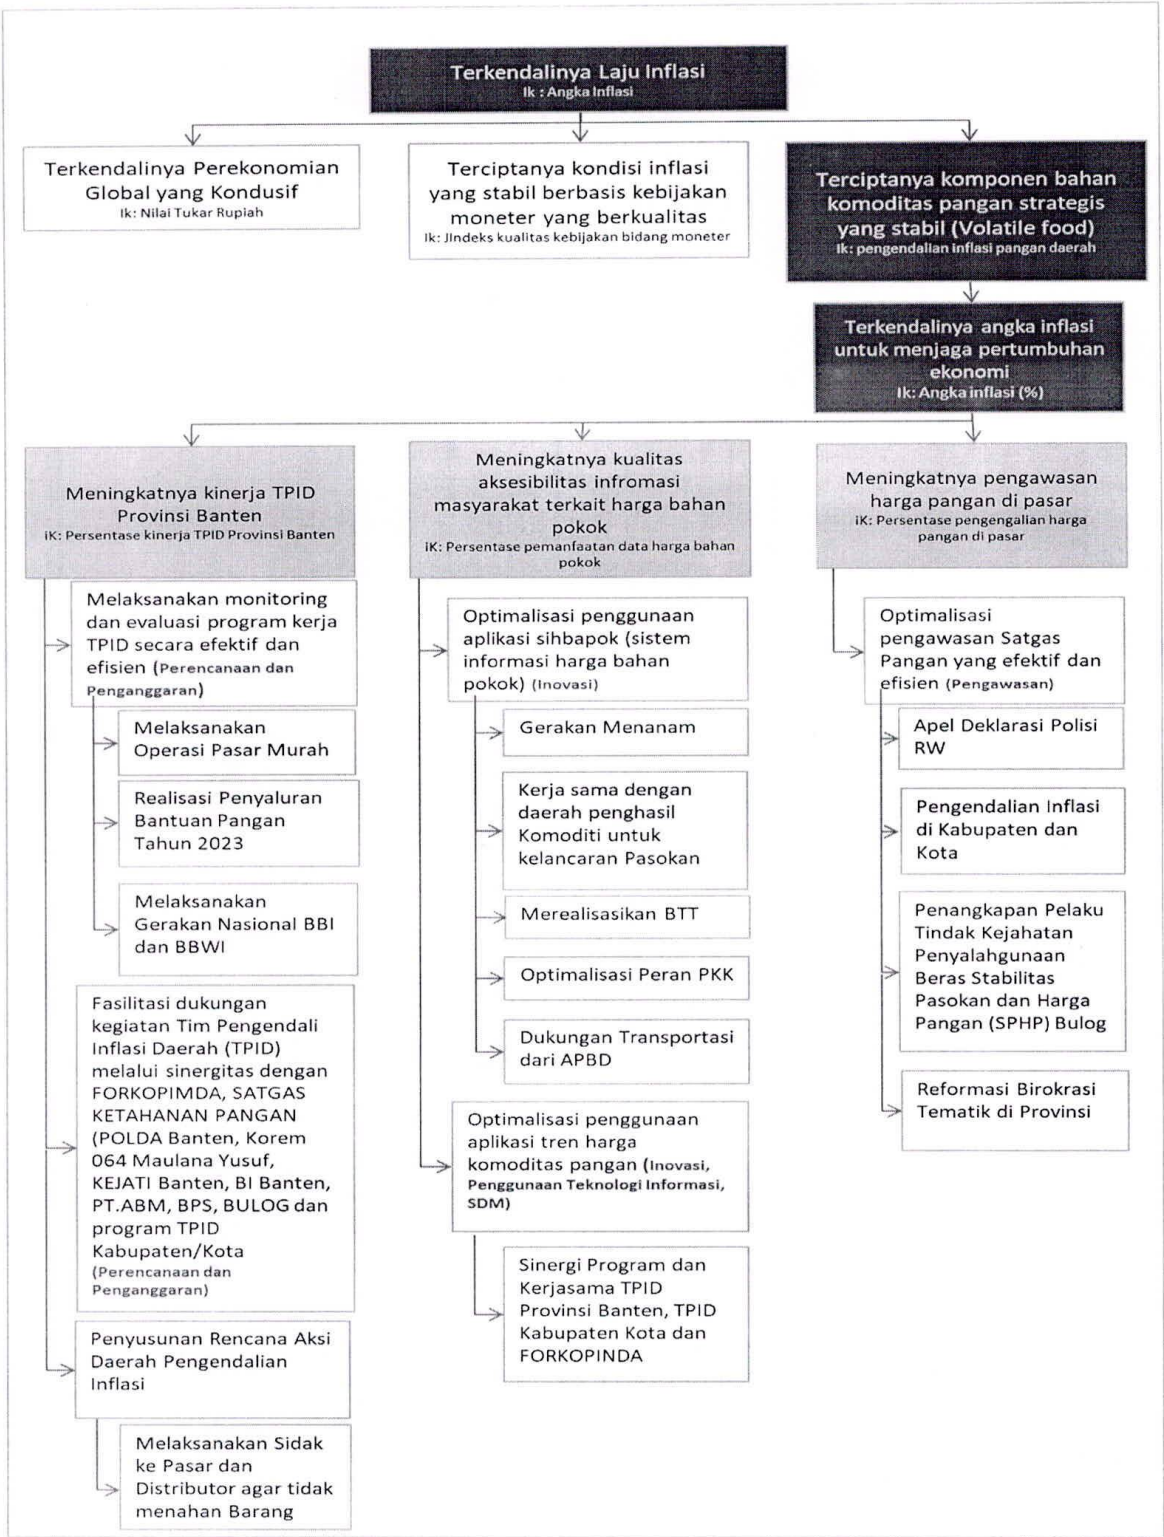 Terkendalinya Laju Inflasi
Ik : Angka Inflasi
Terkendalinya Perekonomian
Global yang Kondusif
Ik: Nilai Tukar Rupiah
Terciptanya kondisi inflasi
yang stabil berbasis kebijakan
moneter yang berkualitas
Ik: JIndeks kualitas kebijakan bidang moneter
Terciptanya komponen bahan
komoditas pangan strategis
yang stabil (Volatile food)
Ik: pengendalian inflasi pangan daerah
Terkendalinya angka inflasi
untuk menjaga pertumbuhan
ekonomi
Ik: Angka inflasi (%)
Meningkatnya kinerja TPID
Provinsi Banten
iK: Persentase kinerja TPID Provinsi Banten
Melaksanakan monitoring
dan evaluasi program kerja
TPID secara efektif dan
efisien (Perencanaan dan
Penganggaran)
Melaksanakan
Operasi Pasar Murah
Realisasi Penyaluran
Bantuan Pangan
Tahun 2023
Melaksanakan
Gerakan Nasional BBI
dan BBWI
Fasilitasi dukungan
kegiatan Tim Pengendali
Inflasi Daerah (TPID)
melalui sinergitas dengan
FORKOPIMDA, SATGAS
KETAHANAN PANGAN
(POLDA Banten, Korem
064 Maulana Yusuf,
KEJATI Banten, BI Banten,
PT.ABM, BPS, BULOG dan
program TPID
Kabupaten/Kota
(Perencanaan dan
Penganggaran)
Penyusunan Rencana Aksi
Daerah Pengendalian
Inflasi
Melaksanakan Sidak
ke Pasar dan
Distributor agar tidak
menahan Barang
Meningkatnya kualitas
aksesibilitas infromasi
masyarakat terkait harga bahan
pokok
iK: Persentase pemanfaatan data harga bahan
pokok
Optimalisasi penggunaan
aplikasi sihbapok (sistem
informasi harga bahan
pokok) (Inovasi)
Gerakan Menanam
Kerja sama dengan
daerah penghasil
Komoditi untuk
kelancaran Pasokan
Merealisasikan BTT
Optimalisasi Peran PKK
Dukungan Transportasi
dari APBD
Optimalisasi penggunaan
aplikasi tren harga
komoditas pangan (Inovasi,
Penggunaan Teknologi Informasi,
SDM)
Sinergi Program dan
Kerjasama TPID
Provinsi Banten, TPID
Kabupaten Kota dan
FORKOPINDA
Meningkatnya pengawasan
harga pangan di pasar
iK: Persentase pengengalian harga
pangan di pasar
Optimalisasi
pengawasan Satgas
Pangan yang efektif dan
efisien (Pengawasan)
Apel Deklarasi Polisi
RW
Pengendalian Inflasi
di Kabupaten dan
Kota
Penangkapan Pelaku
Tindak Kejahatan
Penyalahgunaan
Beras Stabilitas
Pasokan dan Harga
Pangan (SPHP) Bulog
Reformasi Birokrasi
Tematik di Provinsi